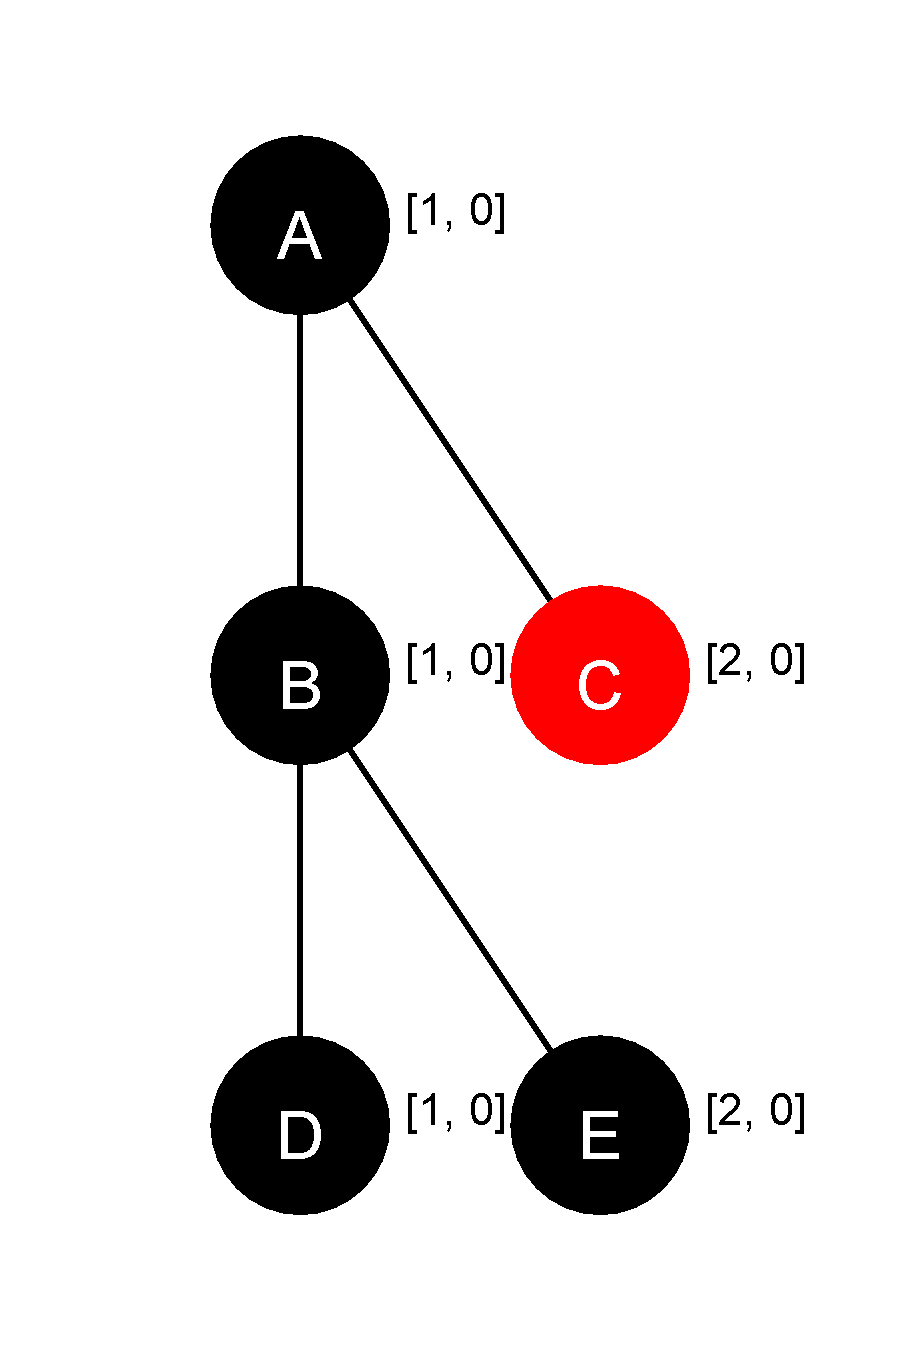 A [1, 0]
B [1, 0] C [2, 0]
D [1, 0] E [2, 0]